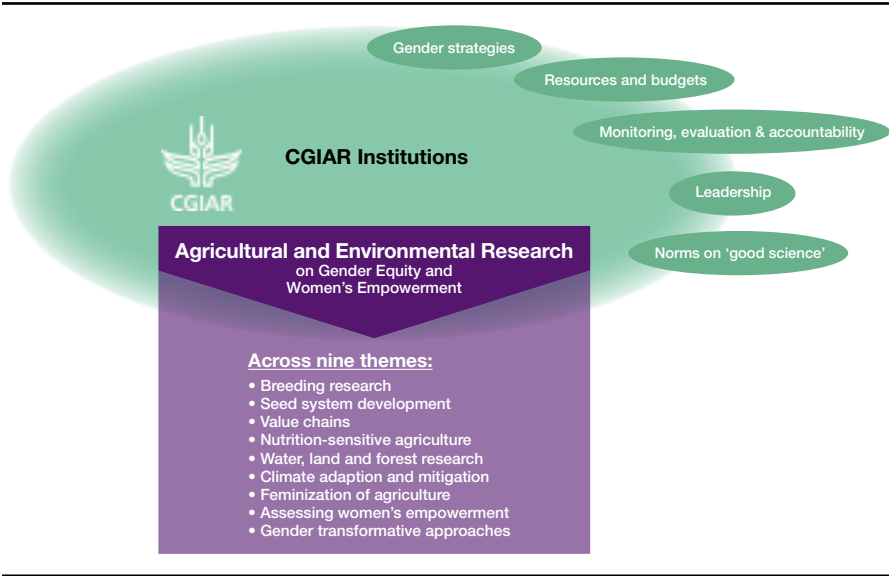 Gender strategies
Resources and budgets
Monitoring, evaluation & accountability
CGIAR Institutions
Leadership
CGIAR
Norms on ‘good science’
Agricultural and Environmental Research
on Gender Equity and
Women’s Empowerment
Across nine themes:
• Breeding research
• Seed system development
• Value chains
• Nutrition-sensitive agriculture
• Water, land and forest research
• Climate adaption and mitigation
• Feminization of agriculture
• Assessing women’s empowerment
• Gender transformative approaches